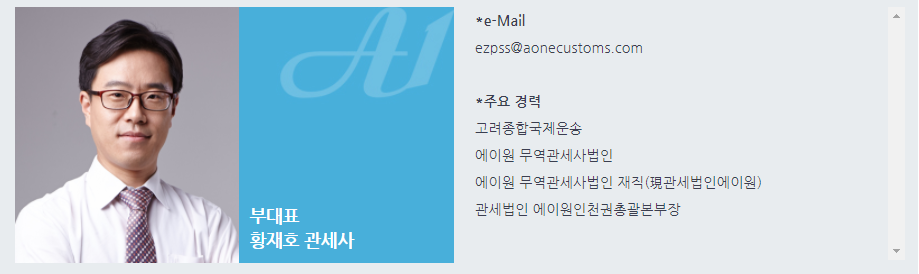 A1
부대표
황재호 관세사
*e-Mail
ezpss@aonecustoms.com
*주요 경력
고려종합국제운송
에이원 무역관세사법인
에이원 무역관세사법인 재직(現관세법인에이원)
관세법인 에이원인천권총괄본부장